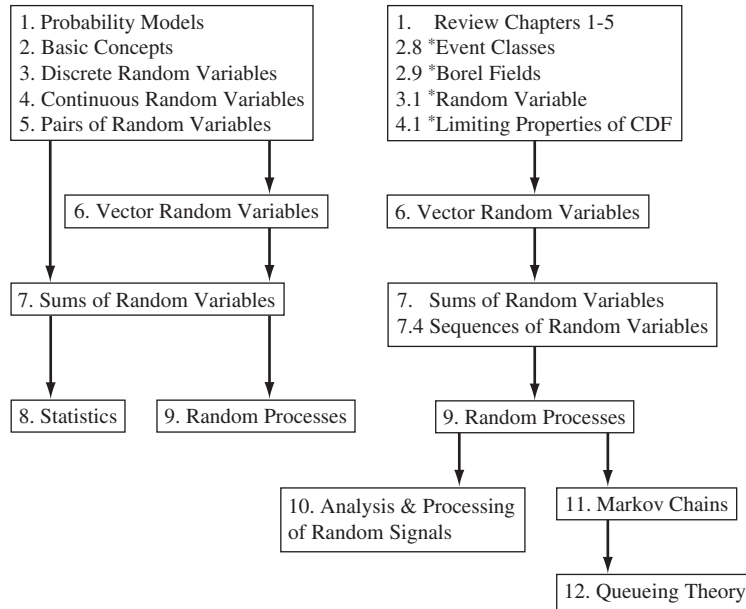 1. Probability Models
2. Basic Concepts
3. Discrete Random Variables
4. Continuous Random Variables
5. Pairs of Random Variables
6. Vector Random Variables
7. Sums of Random Variables
8. Statistics
9. Random Processes
1. Review Chapters 1-5
2.8 *Event Classes
2.9 *Borel Fields
3.1 *Random Variable
4.1 *Limiting Properties of CDF
6. Vector Random Variables
7. Sums of Random Variables
7.4 Sequences of Random Variables
9. Random Processes
10. Analysis & Processing
of Random Signals
11. Markov Chains
12. Queueing Theory